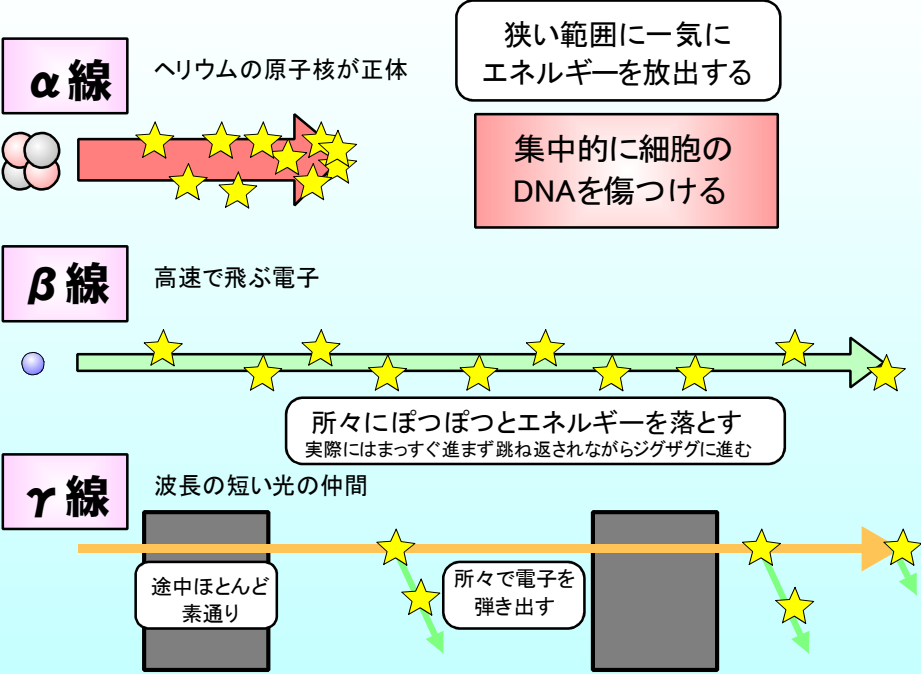 α線
ヘリウムの原子核が正体
狭い範囲に一気に
エネルギーを放出する
集中的に細胞の
DNAを傷つける
β線
高速で飛ぶ電子
所々にぽつぽつとエネルギーを落とす
実際にはまっすぐ進まず跳ね返されながらジグザグに進む
γ線
波長の短い光の仲間
途中ほとんど
素通り
所々で電子を
弾き出す